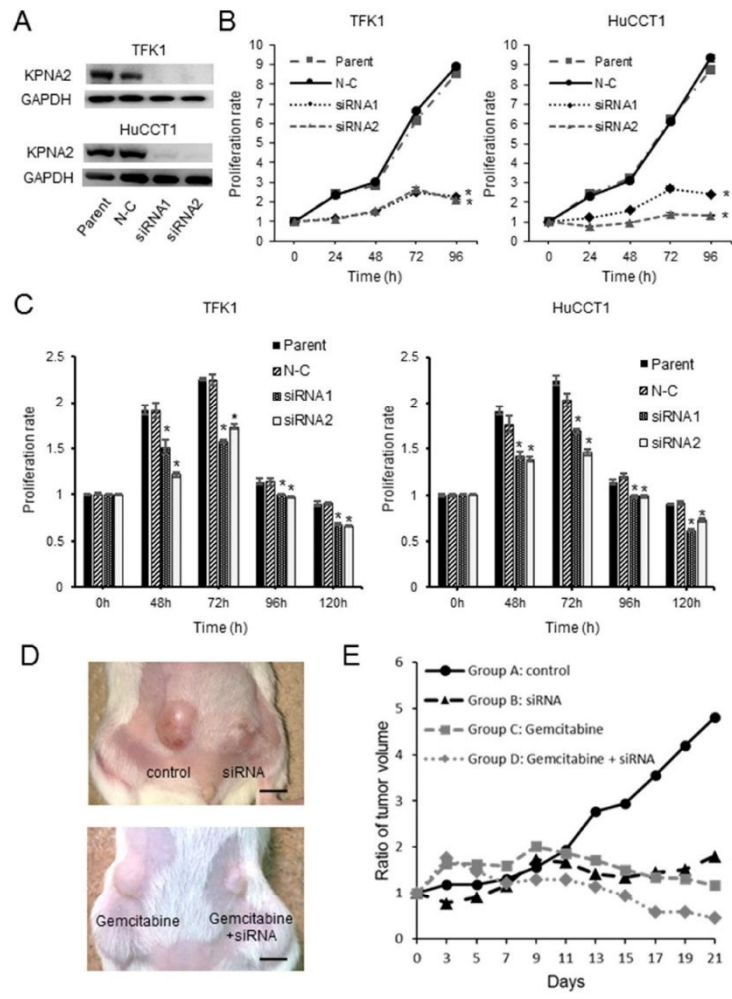 A
TFK1
KPNA2
GAPDH
HuCCT1
KPNA2
GAPDH
Parent
N-C
siRNA1
siRNA2
B
TFK1
Proliferation rate
10
9
8
7
6
5
4
3
2
1
0
Parent
N-C
siRNA1
siRNA2
*
*
0 24 48 72 96
Time (h)
HuCCT1
Proliferation rate
10
9
8
7
6
5
4
3
2
1
0
Parent
N-C
siRNA1
siRNA2
*
*
0 24 48 72 96
Time (h)
C
TFK1
Proliferation rate
2.5
2
1.5
1
0.5
0
Parent
N-C
siRNA1
siRNA2
* * * * * * * *
0h 48h 72h 96h 120h
Time (h)
HuCCT1
Proliferation rate
2.5
2
1.5
1
0.5
0
Parent
N-C
siRNA1
siRNA2
* * * * * * * *
0h 48h 72h 96h 120h
Time (h)
D
control siRNA
Gemcitabine Gemcitabine
+siRNA
E
Ratio of tumor volume
6
5
4
3
2
1
0
Group A: control
Group B: siRNA
Group C: Gemcitabine
Group D: Gemcitabine + siRNA
0 3 5 7 9 11 13 15 17 19 21
Days